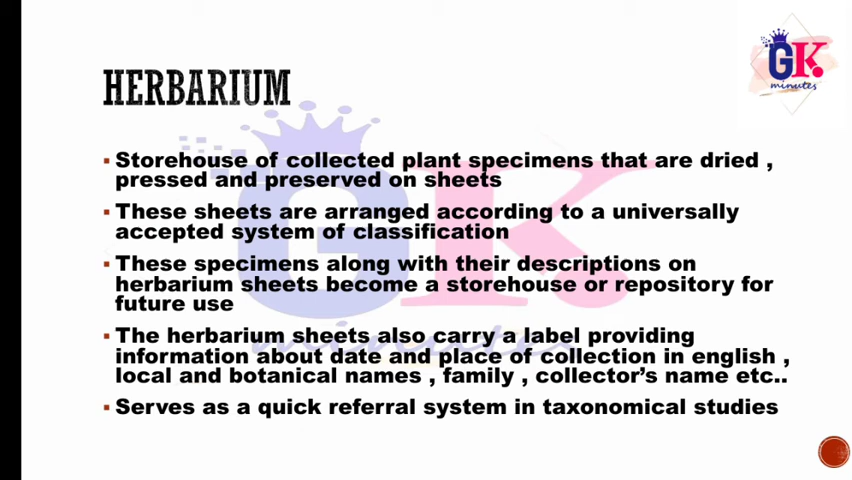 GK
minutes
HERBARIUM
▪ Storehouse of collected plant specimens that are dried ,
pressed and preserved on sheets
▪ These sheets are arranged according to a universally
accepted system of classification
▪ These specimens along with their descriptions on
herbarium sheets become a storehouse or repository for
future use
▪ The herbarium sheets also carry a label providing
information about date and place of collection in english ,
local and botanical names , family , collector's name etc..
▪ Serves as a quick referral system in taxonomical studies
GK
minutes